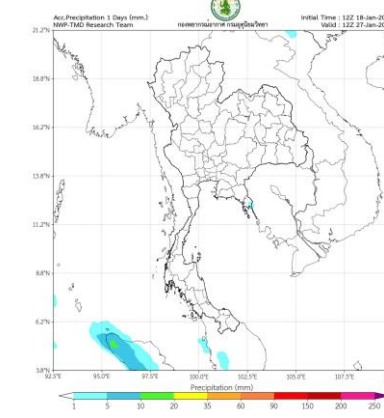 Acc.Precipitation 1 Days (mm.)
NWP-TMD Research Team
กองพยากรณ์อากาศ กรมอุตุนิยมวิทยา
Initial Time : 12Z 18-Jan-20
Valid : 12Z 27-Jan-20
21.2°N
18.8°N
16.2°N
13.8°N
11.2°N
8.8°N
6.2°N
3.8°N
92.5°E 95.0°E 97.5°E 100.0°E 102.5°E 105.0°E 107.5°E
Precipitation (mm)
1 5 10 20 35 60 90 150 200 250